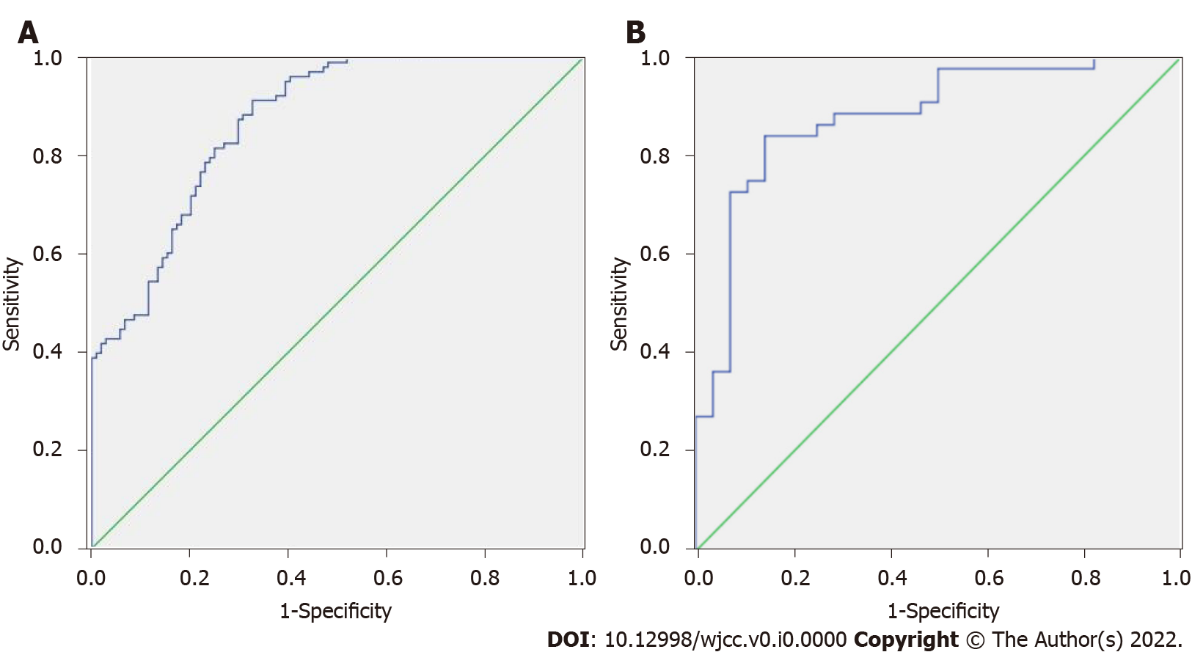 A
1.0
0.8
0.6
0.4
0.2
0.0
Sensitivity
0.0 0.2 0.4 0.6 0.8 1.0
1-Specificity
B
1.0
0.8
0.6
0.4
0.2
0.0
Sensitivity
0.0 0.2 0.4 0.6 0.8 1.0
1-Specificity
DOI: 10.12998/wjcc.v0.i0.0000 Copyright © The Author(s) 2022.